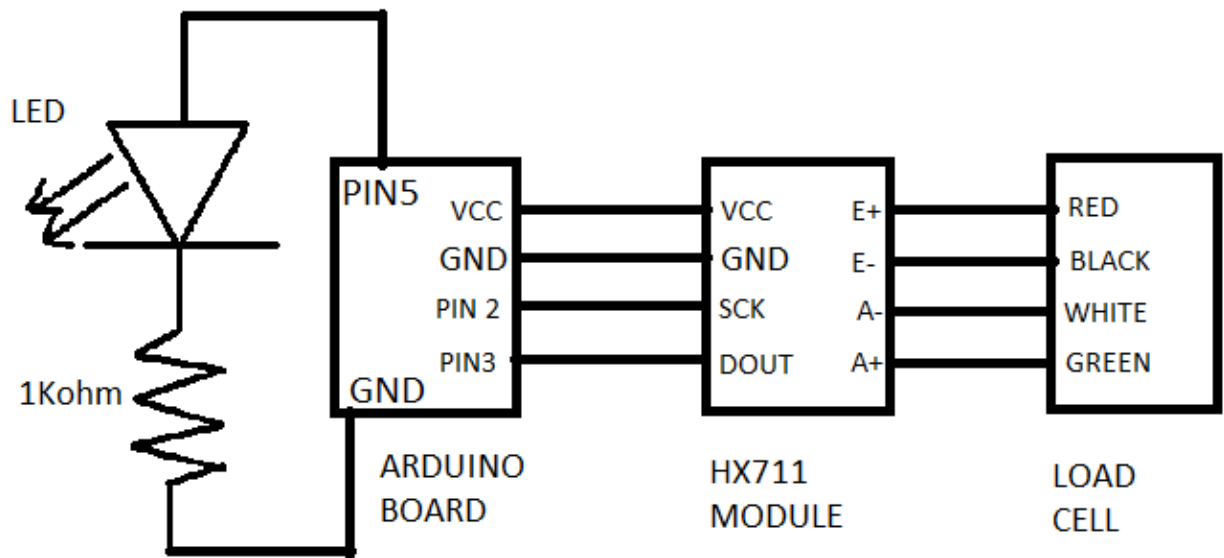 LED
1Kohm
PIN5
VCC
GND
PIN 2
PIN3
GND
ARDUINO
BOARD
VCC
GND
SCK
DOUT
E+
E-
A-
A+
HX711
MODULE
RED
BLACK
WHITE
GREEN
LOAD
CELL